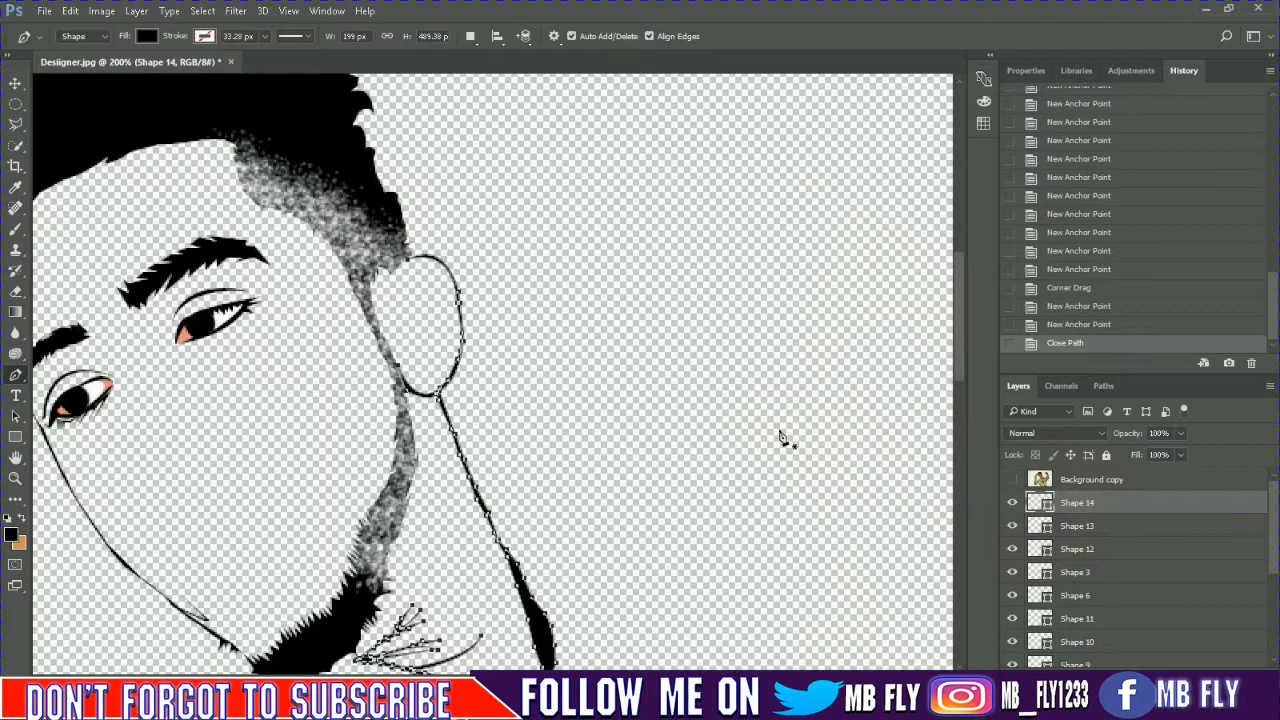 Ps File Edit Image Layer Type Select Filter 3D View Window Help
Shape Fill: Stroke: 33.28 px W: 199 px H: 489.38 p Auto Add/Delete Align Edges
Desiigner.jpg @ 200% (Shape 14, RGB/8#) * ×
Properties Libraries Adjustments History
New Anchor Point
New Anchor Point
New Anchor Point
New Anchor Point
New Anchor Point
New Anchor Point
New Anchor Point
New Anchor Point
New Anchor Point
New Anchor Point
New Anchor Point
Corner Drag
New Anchor Point
New Anchor Point
Close Path
Layers Channels Paths
Kind
Normal Opacity: 100%
Lock: Fill: 100%
Background copy
Shape 14
Shape 13
Shape 12
Shape 3
Shape 6
Shape 11
Shape 10
Shape 9
DON'T FORGOT TO SUBSCRIBE FOLLOW ME ON MB FLY MB_FLY1233 MB FLY